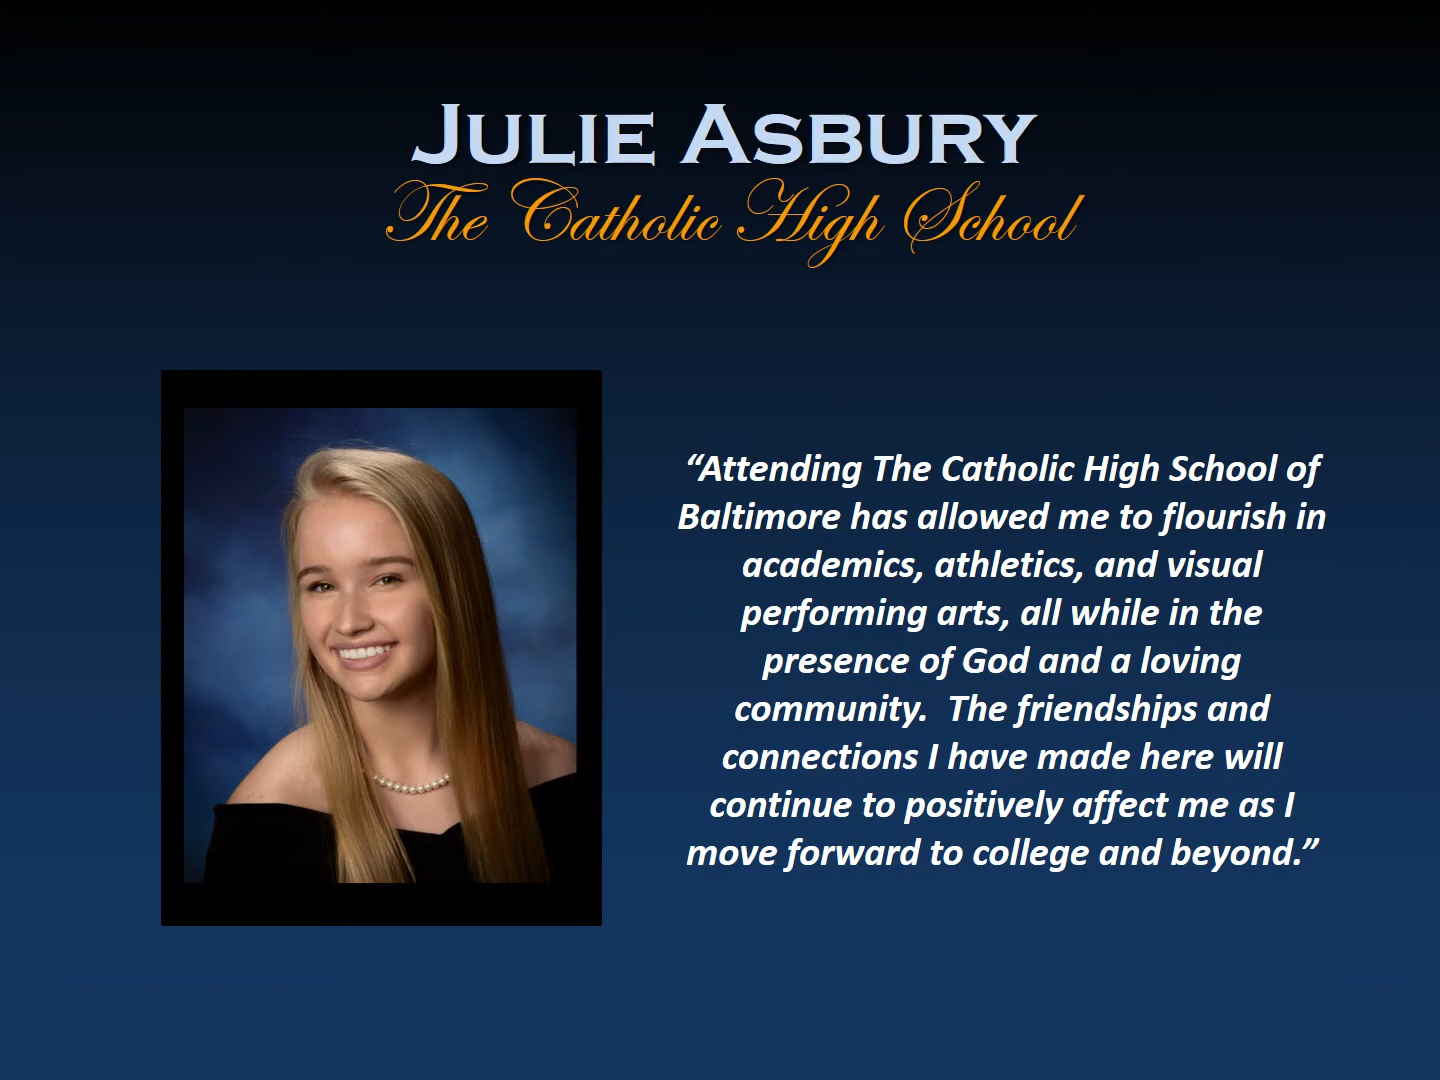 JULIE ASBURY
The Catholic High School
“Attending The Catholic High School of
Baltimore has allowed me to flourish in
academics, athletics, and visual
performing arts, all while in the
presence of God and a loving
community.  The friendships and
connections I have made here will
continue to positively affect me as I
move forward to college and beyond.”